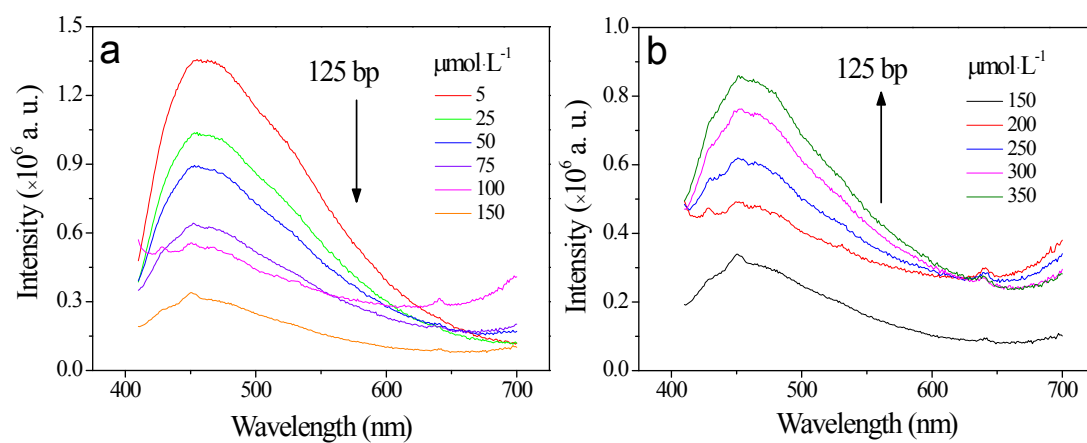 a
125 bp
μmol·L⁻¹
5
25
50
75
100
150
1.5
1.2
0.9
0.6
0.3
0.0
Intensity (×10⁶ a. u.)
400 500 600 700
Wavelength (nm)
b
125 bp
μmol·L⁻¹
150
200
250
300
350
1.0
0.8
0.6
0.4
0.2
0.0
Intensity (×10⁶ a. u.)
400 500 600 700
Wavelength (nm)